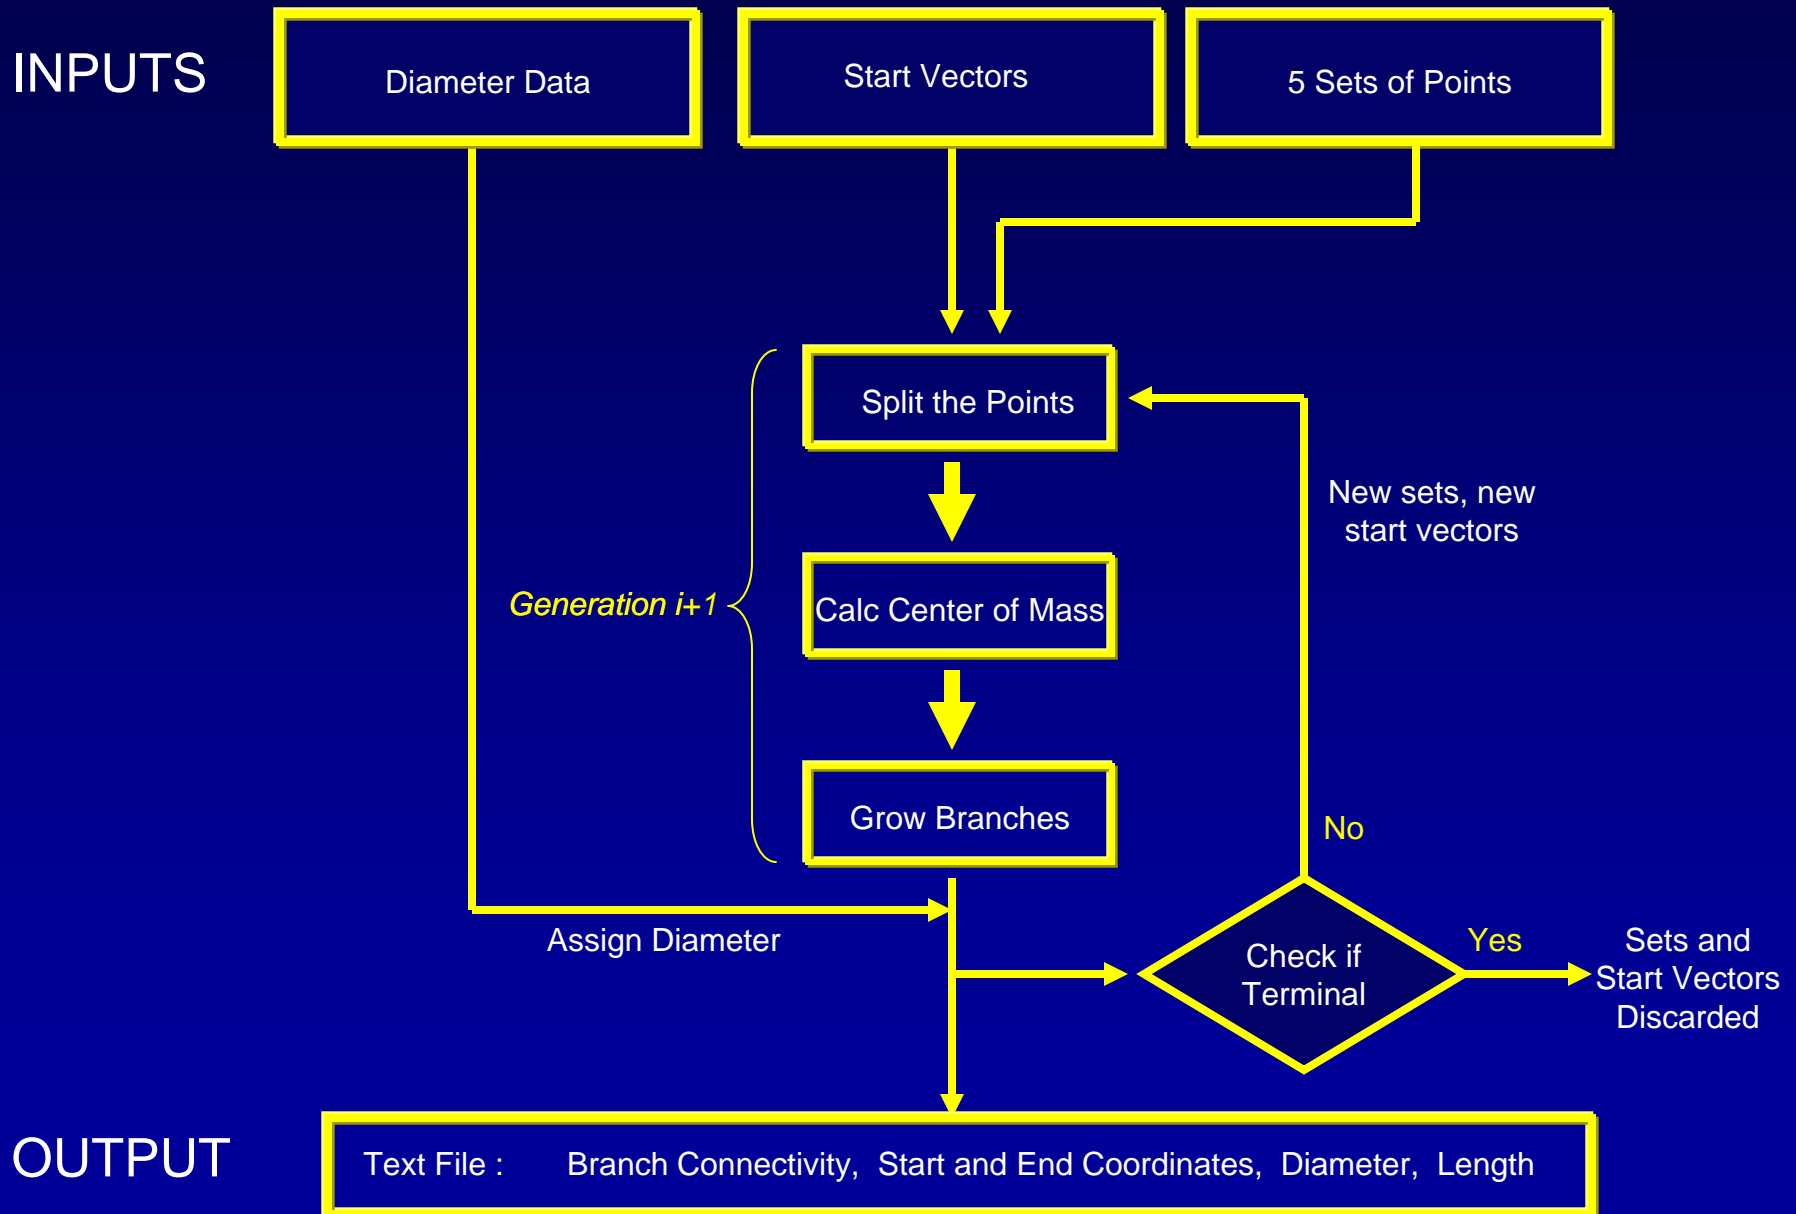 INPUTS
Diameter Data
Start Vectors
5 Sets of Points
Split the Points
New sets, new
start vectors
Generation i+1
Calc Center of Mass
Grow Branches
No
Assign Diameter
Check if
Terminal
Yes
Sets and
Start Vectors
Discarded
OUTPUT
Text File : Branch Connectivity, Start and End Coordinates, Diameter, Length